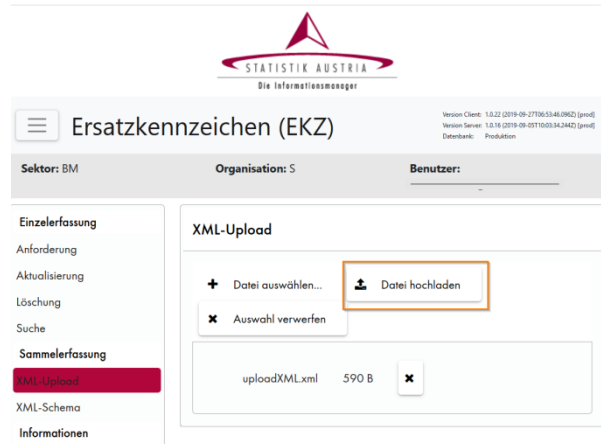 STATISTIK AUSTRIA
Die Informationsmanager
Ersatzkennzeichen (EKZ)
Version Client: 1.0.22 (2019-09-27T06:53:46.096Z) [prod]
Version Server: 1.0.16 (2019-09-05T10:03:34.244Z) [prod]
Datenbank: Produktion
Sektor: BM
Organisation: S
Benutzer:
Einzelerfassung
Anforderung
Aktualisierung
Löschung
Suche
Sammelerfassung
XML-Upload
XML-Schema
Informationen
XML-Upload
Datei auswählen...
Datei hochladen
Auswahl verwerfen
uploadXML.xml 590 B